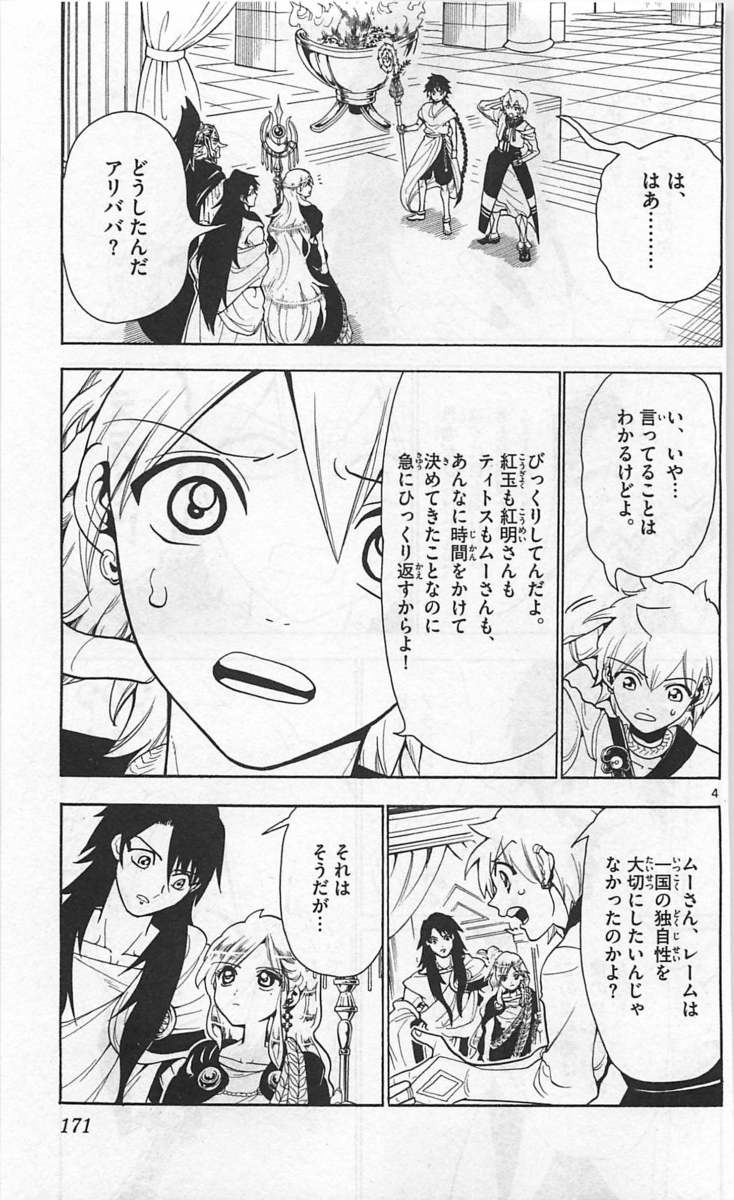 は、
はあ………
どうしたんだ
アリババ?
い、いや…
言ってることは
わかるけどよ。
びっくりしてんだよ。
紅玉も紅明さんも
ティトスもムーさんも、
あんなに時間をかけて
決めてきたことなのに
急にひっくり返すからよ!
4
ムーさん、レームは
一国の独自性を
大切にしたいんじゃ
なかったのかよ?
それは
そうだが…
171